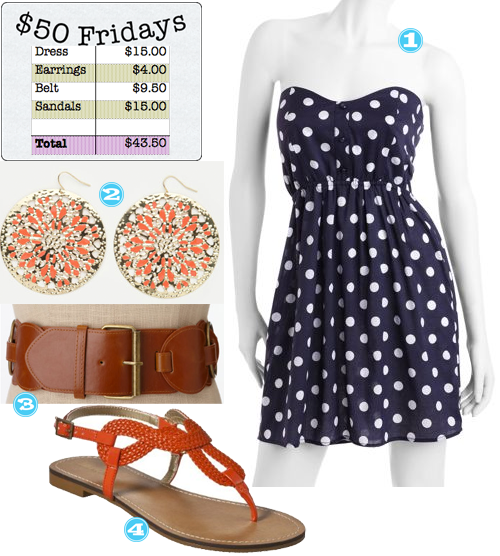 $50 Fridays
Dress $15.00
Earrings $4.00
Belt $9.50
Sandals $15.00
Total $43.50
1
2
3
4